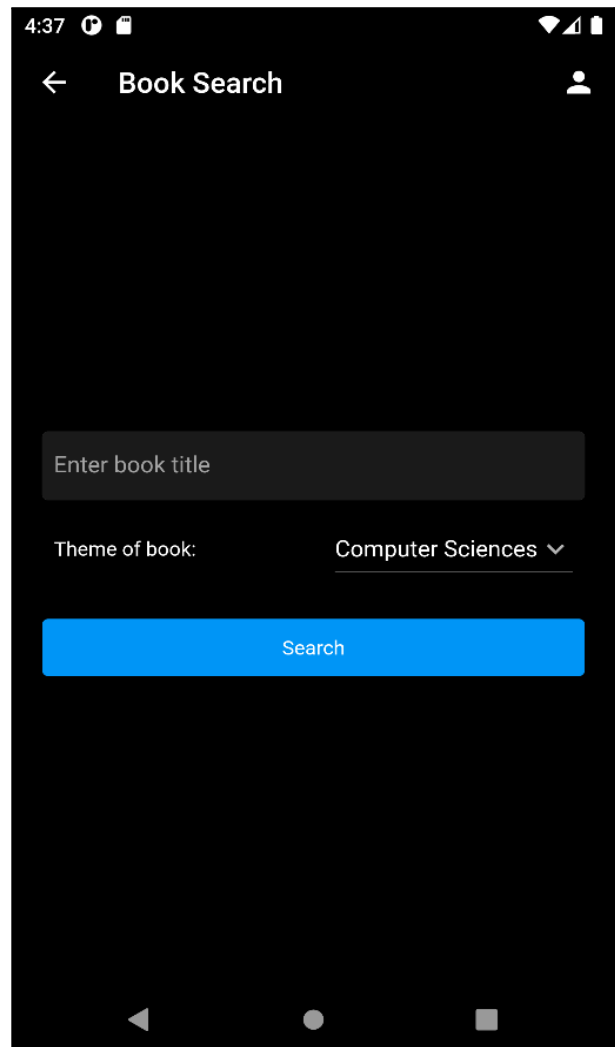 4:37
Book Search
Enter book title
Theme of book: Computer Sciences
Search